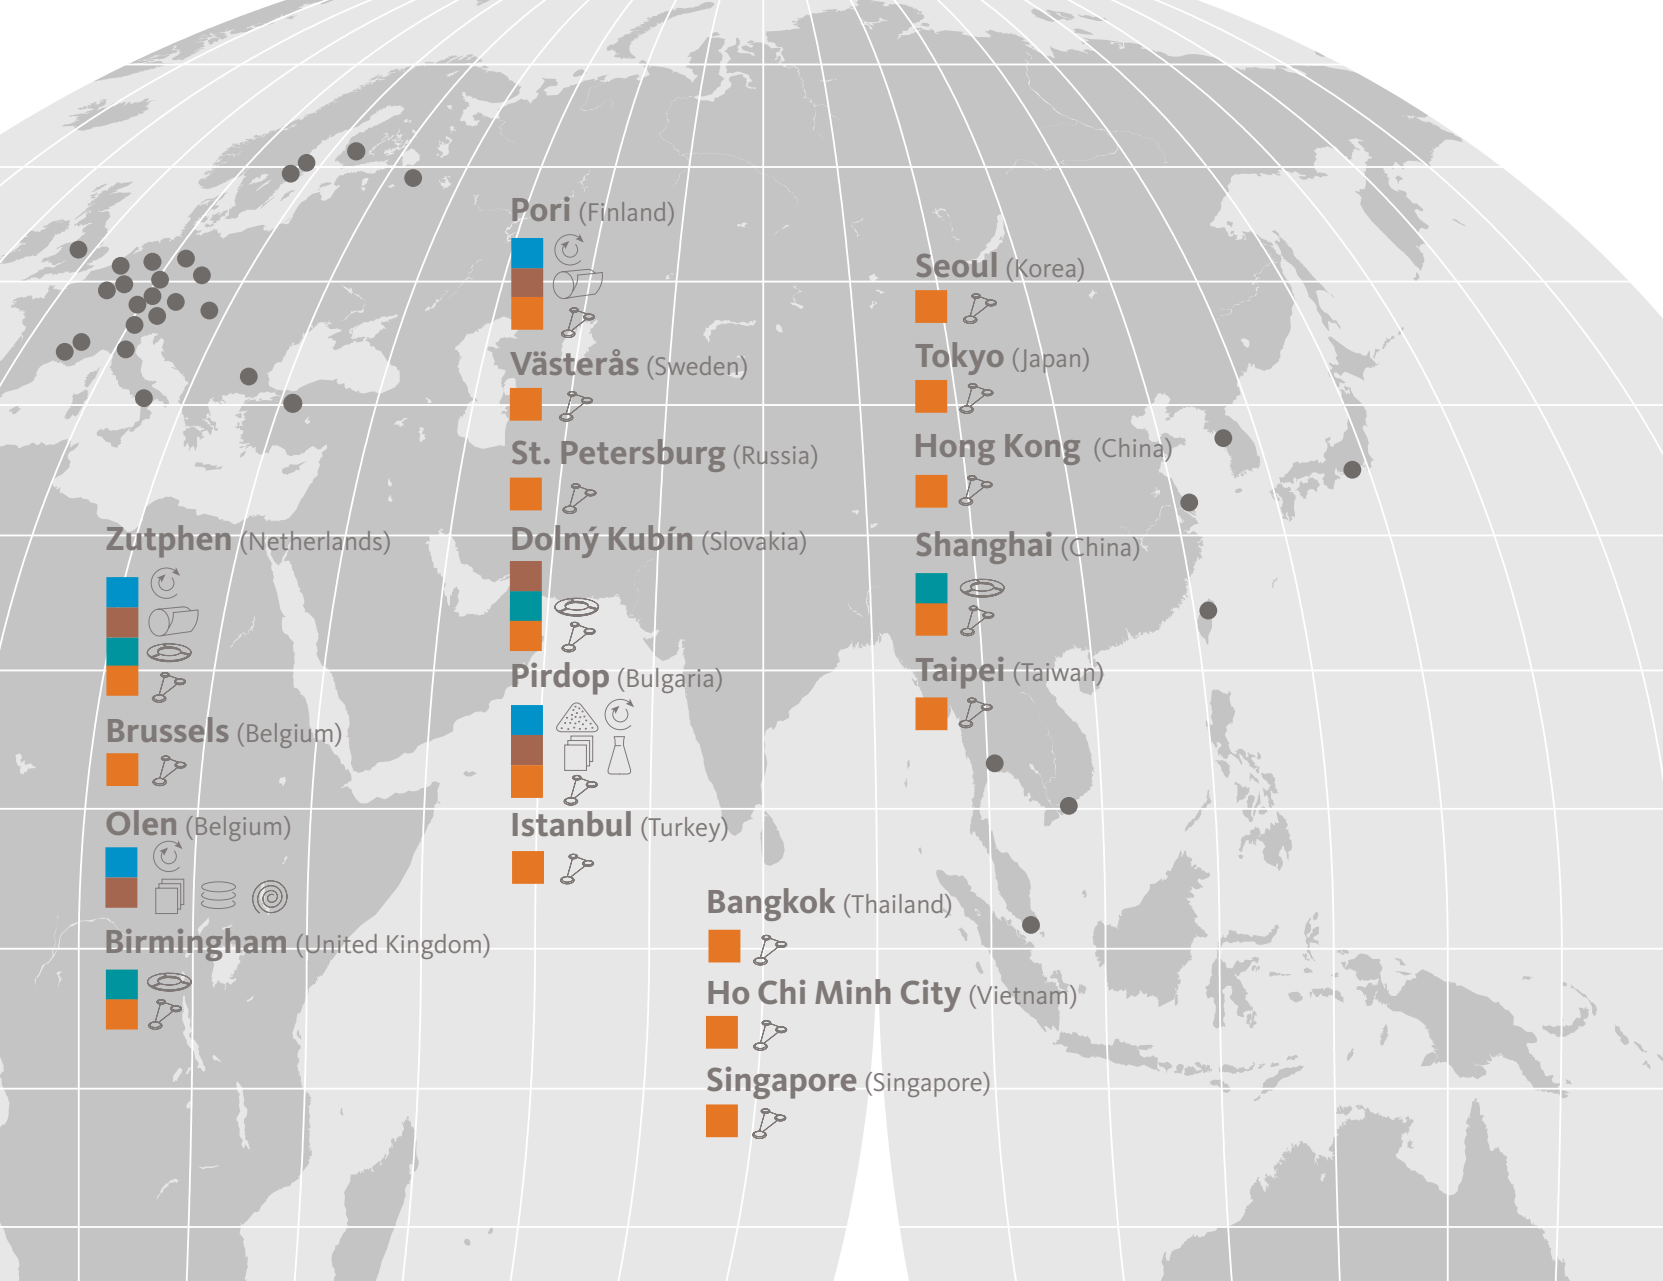 Zutphen (Netherlands)
Brussels (Belgium)
Olen (Belgium)
Birmingham (United Kingdom)
Pori (Finland)
Västerås (Sweden)
St. Petersburg (Russia)
Dolný Kubín (Slovakia)
Pirdop (Bulgaria)
Istanbul (Turkey)
Bangkok (Thailand)
Ho Chi Minh City (Vietnam)
Singapore (Singapore)
Seoul (Korea)
Tokyo (Japan)
Hong Kong (China)
Shanghai (China)
Taipei (Taiwan)